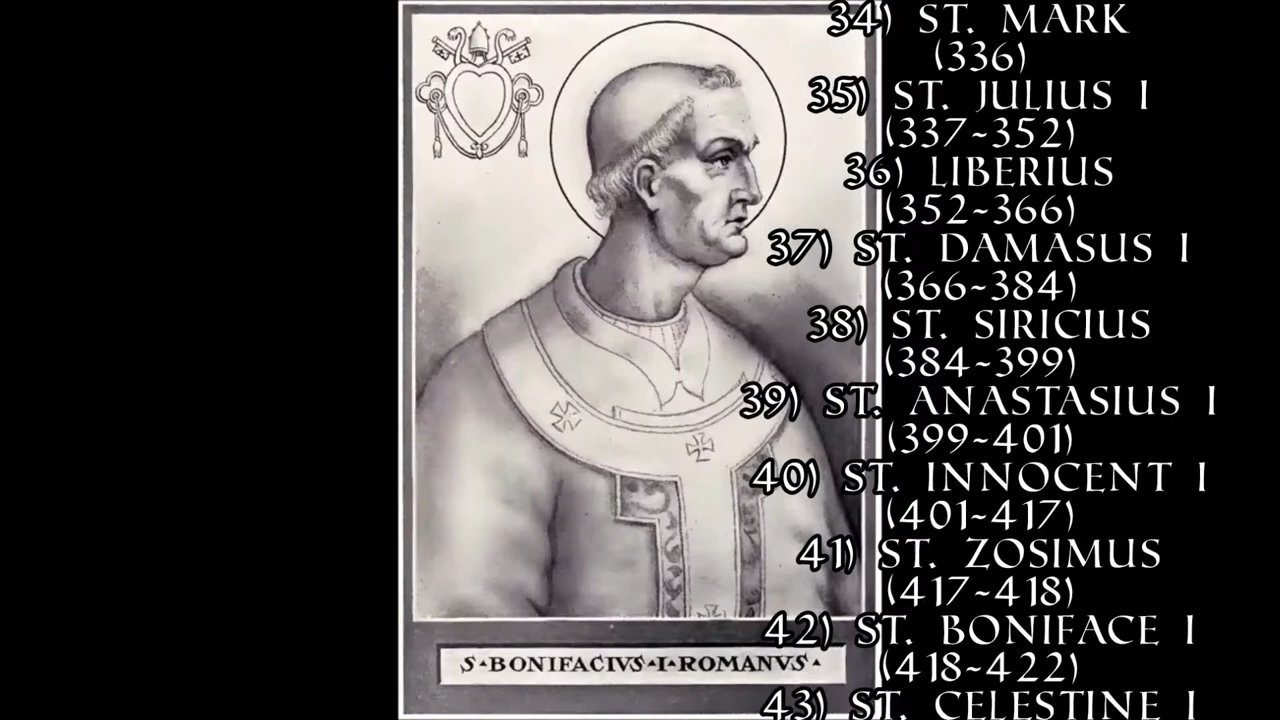 34) ST. MARK
(336)
35) ST. JULIUS I
(337~352)
36) LIBERIUS
(352~366)
37) ST. DAMASUS I
(366~384)
38) ST. SIRICIUS
(384~399)
39) ST. ANASTASIUS I
(399~401)
40) ST. INNOCENT I
(401~417)
41) ST. ZOSIMUS
(417~418)
42) ST. BONIFACE I
(418~422)
43) ST. CELESTINE I
S▴BONIFACIVS▴I▴ROMANVS▴